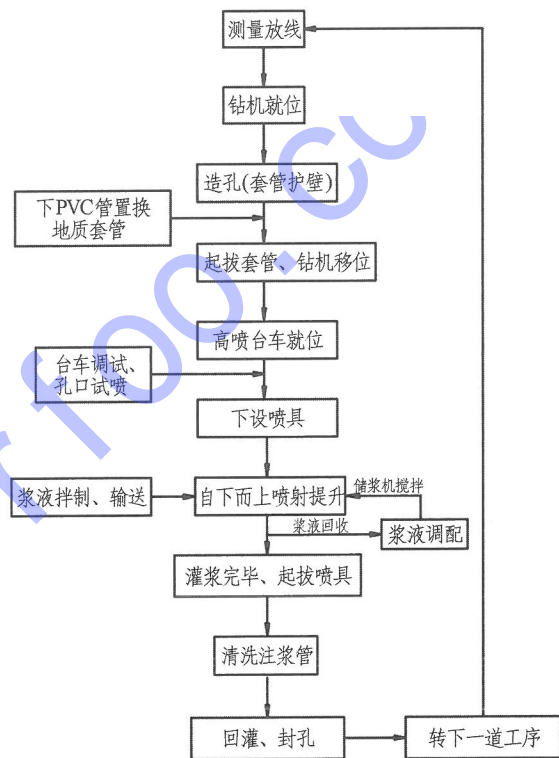 测量放线
钻机就位
造孔(套管护壁)
下PVC管置换
地质套管
起拔套管、钻机移位
高喷台车就位
台车调试、
孔口试喷
下设喷具
浆液拌制、输送
自下而上喷射提升
储浆机搅拌
浆液回收
浆液调配
灌浆完毕、起拔喷具
清洗注浆管
回灌、封孔
转下一道工序